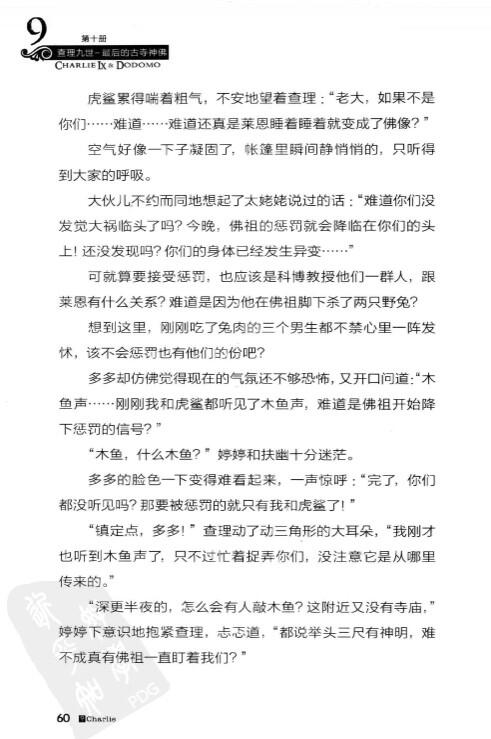 9
第十册
查理九世-最后的古寺神佛
CHARLIE IX & DODOMO
虎鲨累得喘着粗气，不安地望着查理：“老大，如果不是
你们……难道……难道还真是莱恩睡着睡着就变成了佛像？”
空气好像一下子凝固了，帐篷里瞬间静悄悄的，只听得
到大家的呼吸。
大伙儿不约而同地想起了太姥姥说过的话：“难道你们没
发觉大祸临头了吗？今晚，佛祖的惩罚就会降临在你们的头
上！还没发现吗？你们的身体已经发生异变……”
可就算要接受惩罚，也应该是科博教授他们一群人，跟
莱恩有什么关系？难道是因为他在佛祖脚下杀了两只野兔？
想到这里，刚刚吃了兔肉的三个男生都不禁心里一阵发
怵，该不会惩罚也有他们的份吧？
多多却仿佛觉得现在的气氛还不够恐怖，又开口问道：“木
鱼声……刚刚我和虎鲨都听见了木鱼声，难道是佛祖开始降
下惩罚的信号？”
“木鱼，什么木鱼？”婷婷和扶幽十分迷茫。
多多的脸色一下变得难看起来，一声惊呼：“完了，你们
都没听见吗？那要被惩罚的就只有我和虎鲨了！”
“镇定点，多多！”查理动了动三角形的大耳朵，“我刚才
也听到木鱼声了，只不过忙着捉弄你们，没注意它是从哪里
传来的。”
“深更半夜的，怎么会有人敲木鱼？这附近又没有寺庙，”
婷婷下意识地抱紧查理，忐忑道，“都说举头三尺有神明，难
不成真有佛祖一直盯着我们？”
PDG
60 Charlie